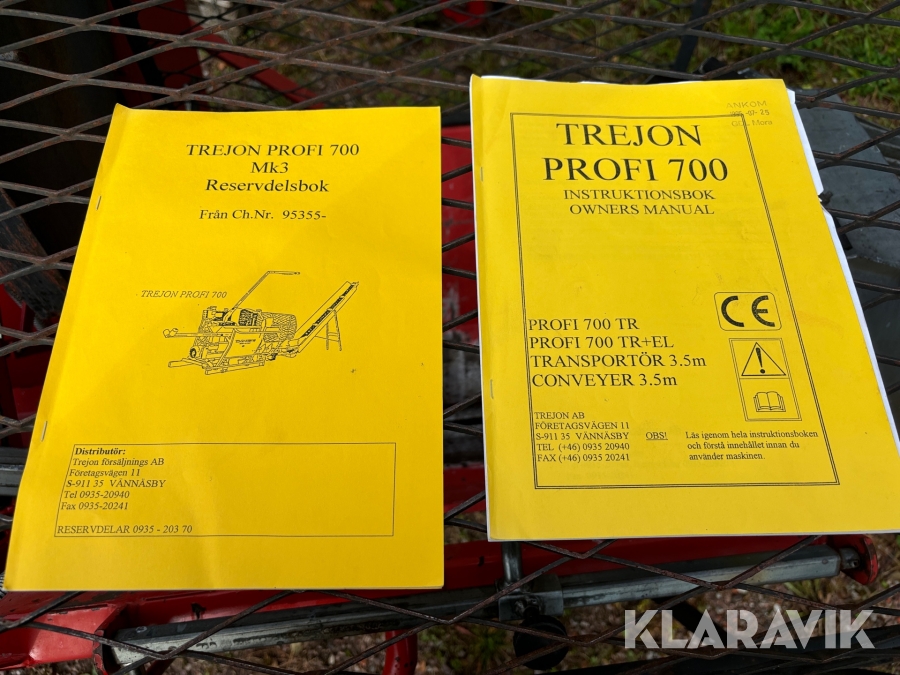 TREJON PROFI 700
Mk3
Reservdelsbok
Från Ch.Nr. 95355-
TREJON PROFI 700
Distributör:
Trejon försäljnings AB
Företagsvägen 11
S-911 35 VÄNNÄSBY
Tel 0935-20940
Fax 0935-20241
RESERVDELAR 0935 - 203 70
ANKOM
-07-25
Mora
TREJON
PROFI 700
INSTRUKTIONSBOK
OWNERS MANUAL
CE
PROFI 700 TR
PROFI 700 TR+EL
TRANSPORTÖR 3.5m
CONVEYER 3.5m
TREJON AB
FÖRETAGSVÄGEN 11
S-911 35 VÄNNÄSBY
TEL (+46) 0935 20940
FAX (+46) 0935 20241
OBS! Läs igenom hela instruktionsboken
och förstå innehållet innan du
använder maskinen.
KLARAVIK